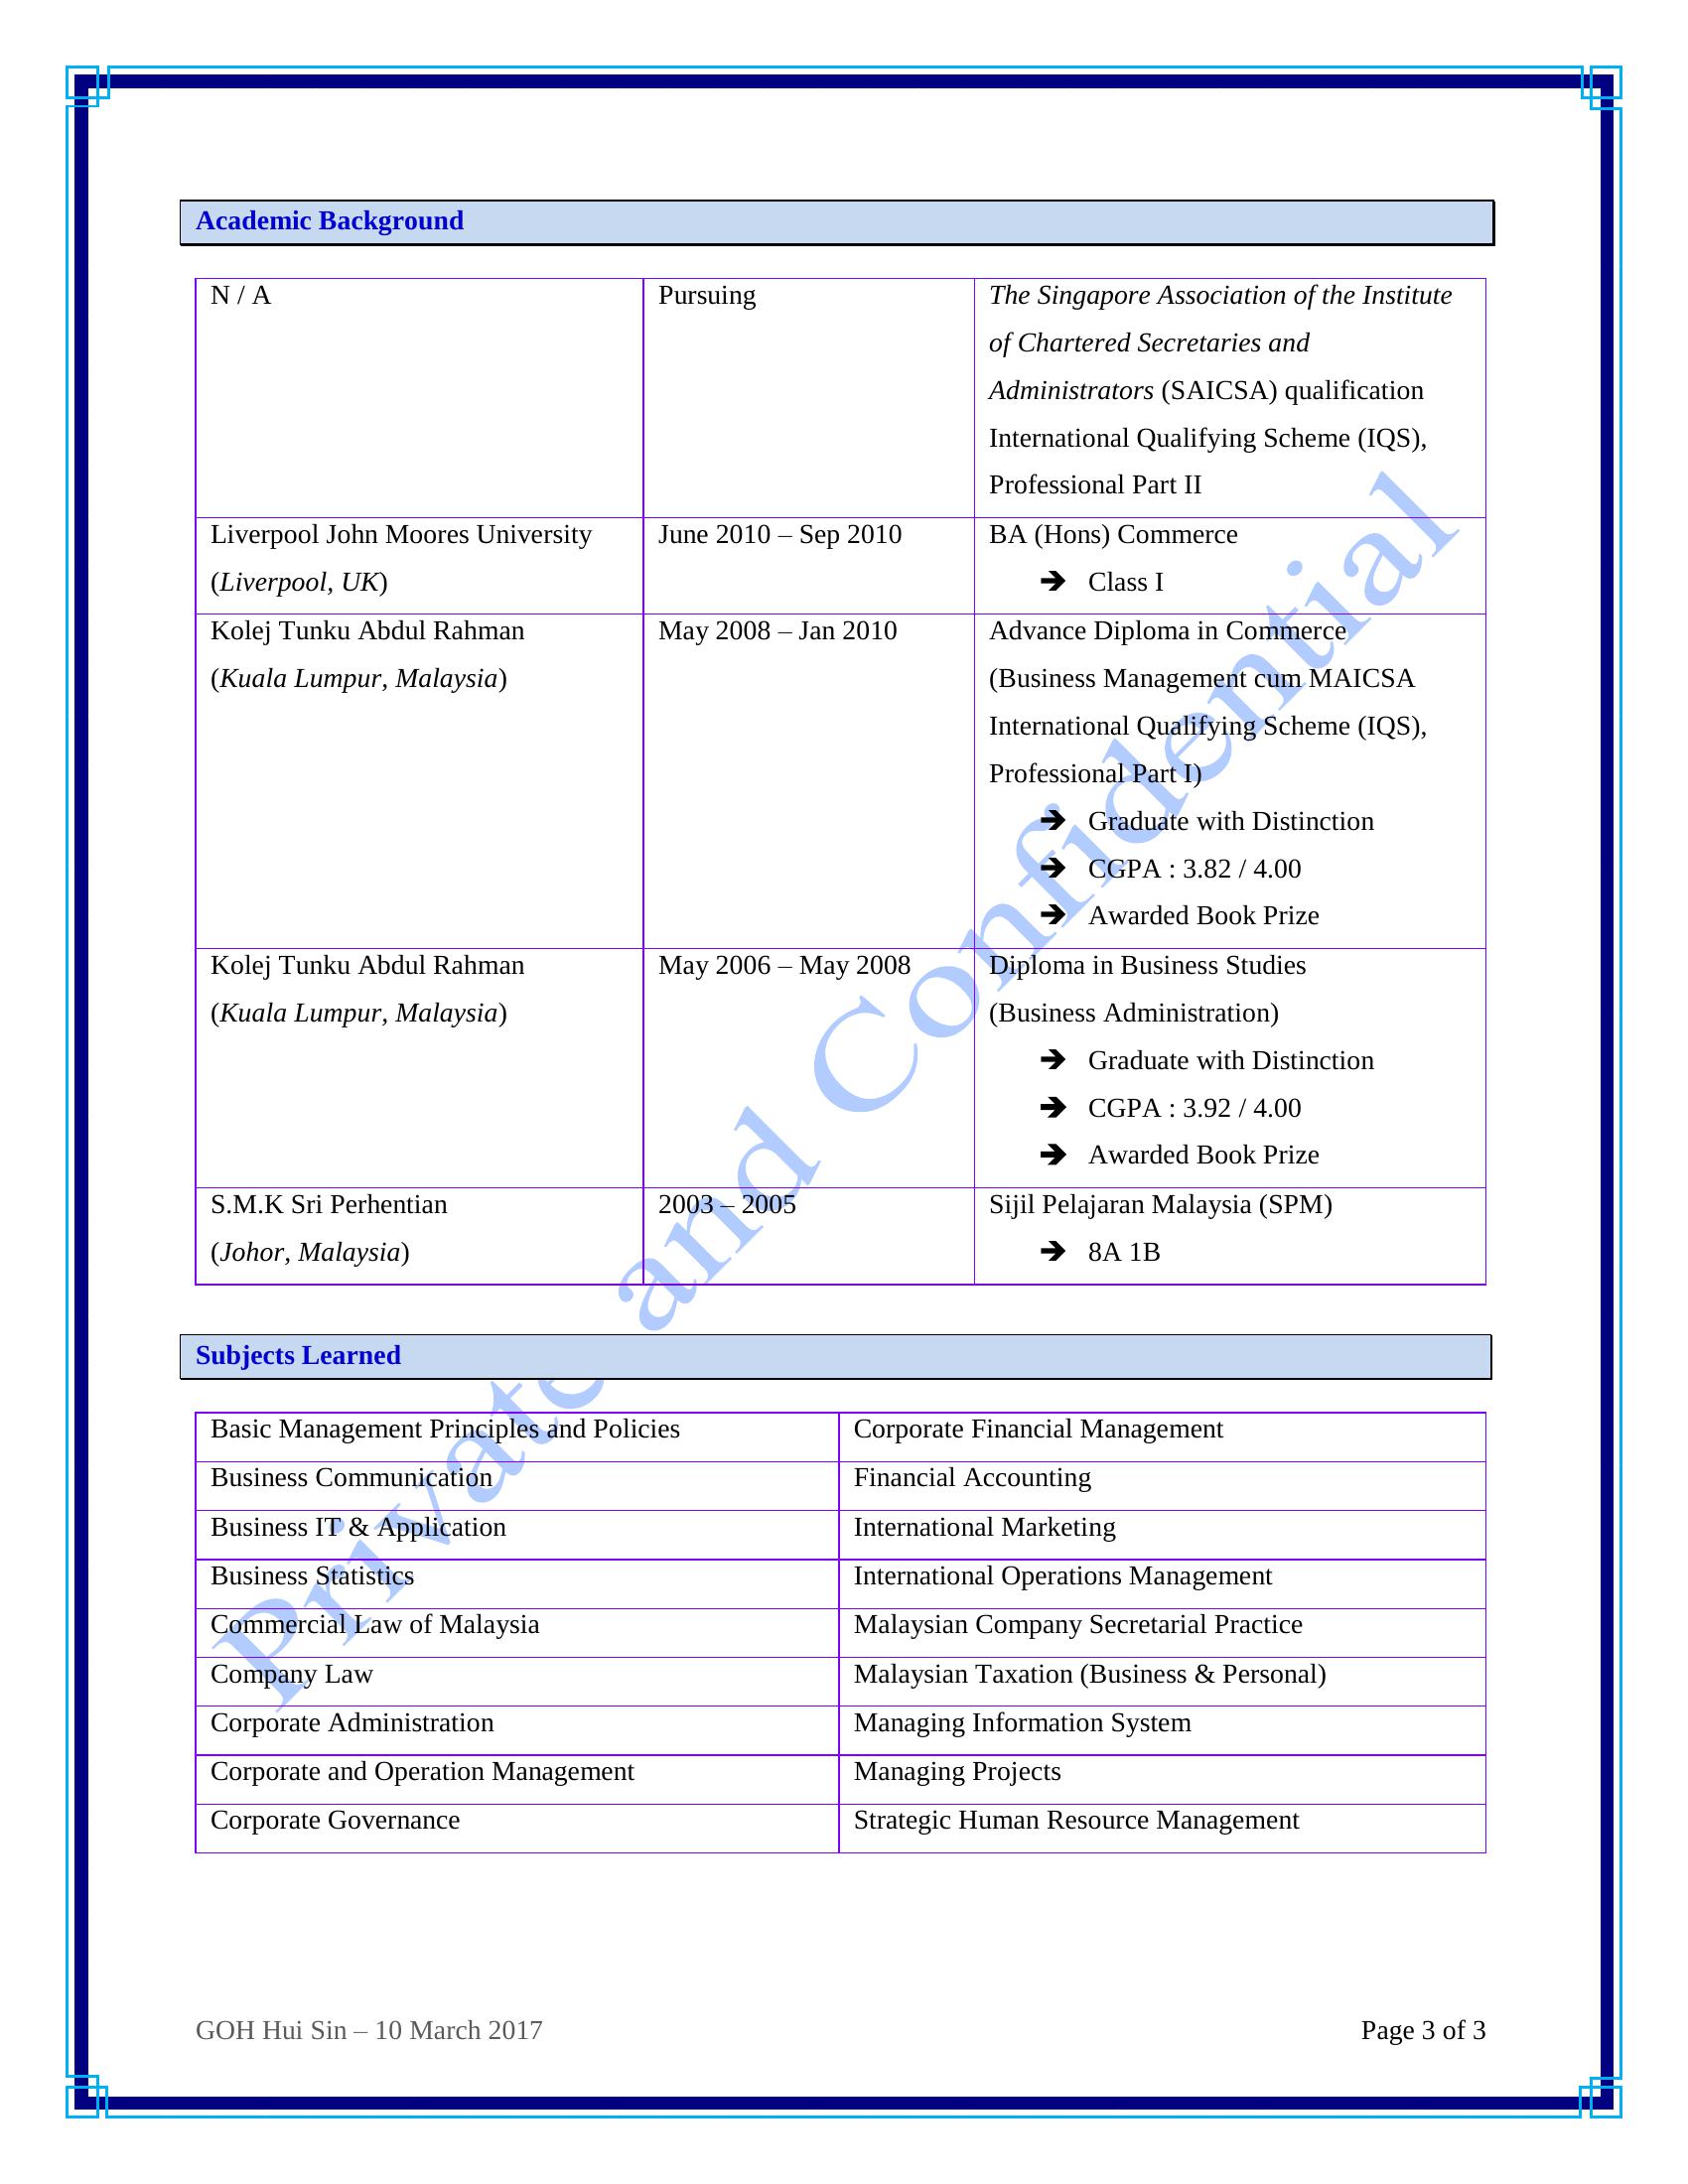 Academic Background
N / A
Pursuing
The Singapore Association of the Institute
of Chartered Secretaries and
Administrators (SAICSA) qualification
International Qualifying Scheme (IQS),
Professional Part II
Liverpool John Moores University
(Liverpool, UK)
June 2010 – Sep 2010
BA (Hons) Commerce
➔ Class I
Kolej Tunku Abdul Rahman
(Kuala Lumpur, Malaysia)
May 2008 – Jan 2010
Advance Diploma in Commerce
(Business Management cum MAICSA
International Qualifying Scheme (IQS),
Professional Part I)
➔ Graduate with Distinction
➔ CGPA : 3.82 / 4.00
➔ Awarded Book Prize
Kolej Tunku Abdul Rahman
(Kuala Lumpur, Malaysia)
May 2006 – May 2008
Diploma in Business Studies
(Business Administration)
➔ Graduate with Distinction
➔ CGPA : 3.92 / 4.00
➔ Awarded Book Prize
S.M.K Sri Perhentian
(Johor, Malaysia)
2003 – 2005
Sijil Pelajaran Malaysia (SPM)
➔ 8A 1B
Private and Confidential
Subjects Learned
Basic Management Principles and Policies
Corporate Financial Management
Business Communication
Financial Accounting
Business IT & Application
International Marketing
Business Statistics
International Operations Management
Commercial Law of Malaysia
Malaysian Company Secretarial Practice
Company Law
Malaysian Taxation (Business & Personal)
Corporate Administration
Managing Information System
Corporate and Operation Management
Managing Projects
Corporate Governance
Strategic Human Resource Management
GOH Hui Sin – 10 March 2017
Page 3 of 3